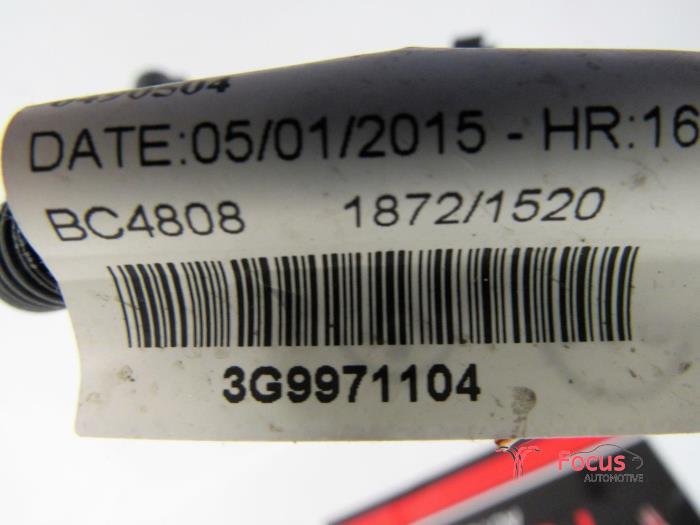 DATE:05/01/2015 - HR:16
BC4808 1872/1520
3G9971104
Focus
AUTOMOTIVE